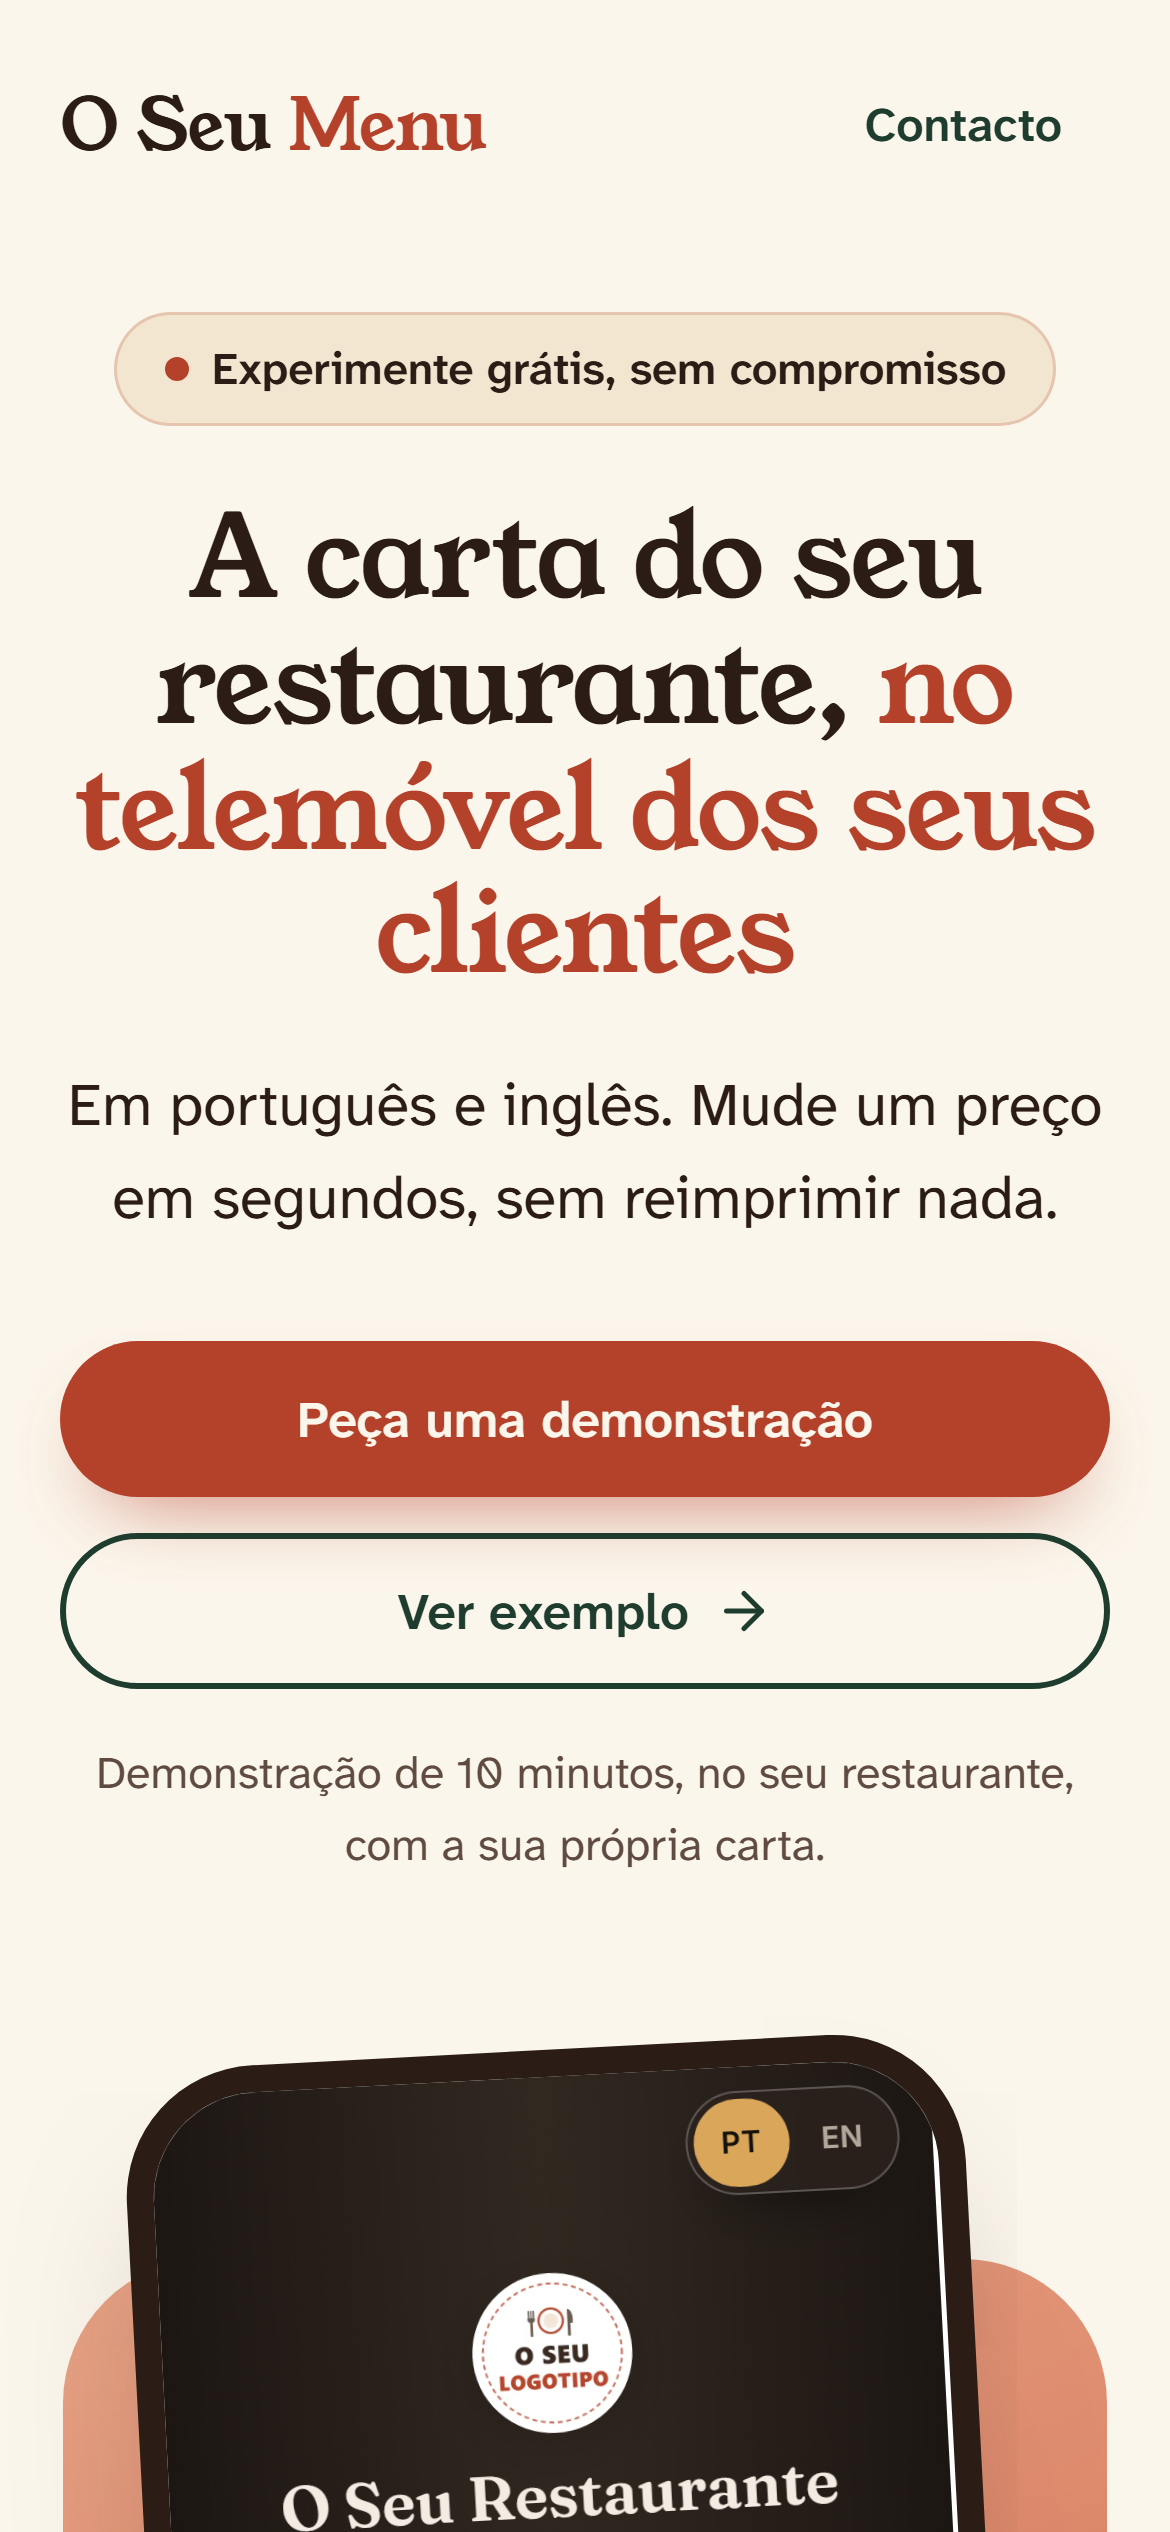 O Seu Menu
Contacto
Experimente grátis, sem compromisso
A carta do seu
restaurante, no
telemóvel dos seus
clientes
Em português e inglês. Mude um preço
em segundos, sem reimprimir nada.
Peça uma demonstração
Ver exemplo →
Demonstração de 10 minutos, no seu restaurante,
com a sua própria carta.
PT EN
O SEU
LOGOTIPO
O Seu Restaurante